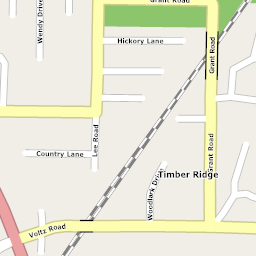 Grant Road
Wendy Drive
Hickory Lane
Grant Road
Lee Road
Country Lane
Grant Road
Timber Ridge
Woodlark Dr
Voltz Road